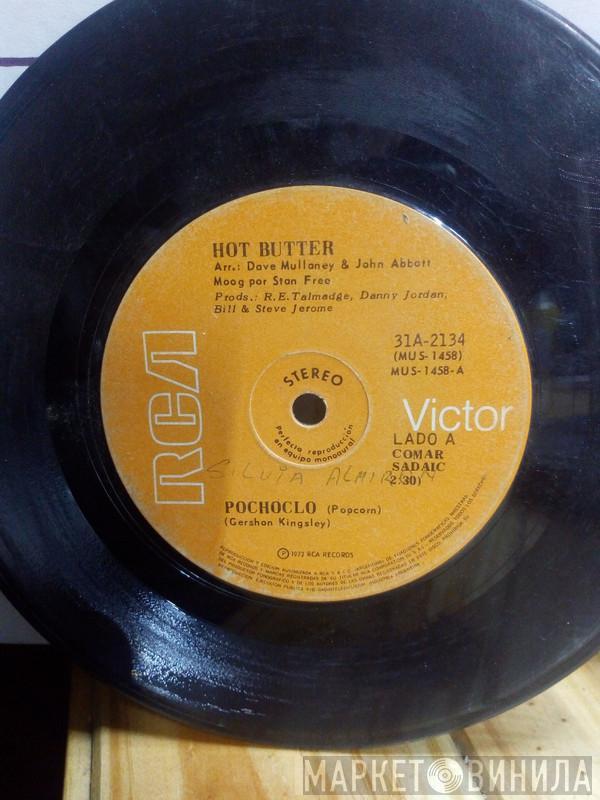 HOT BUTTER
Arr.: Dave Mullaney & John Abbott
Moog por Stan Free
Prods.: R.E. Talmadge, Danny Jordan,
Bill & Steve Jerome
31A-2134
(MUS-1458)
MUS-1458-A
STEREO
Perfecta reproducción
en equipo monoaural
RCA
Victor
LADO A
COMAR
SADAIC
2:30)
SILVIA ALMIRON
POCHOCLO (Popcorn)
(Gershon Kingsley)
Ⓟ 1972 RCA RECORDS
МАРКЕТ ВИНИЛА